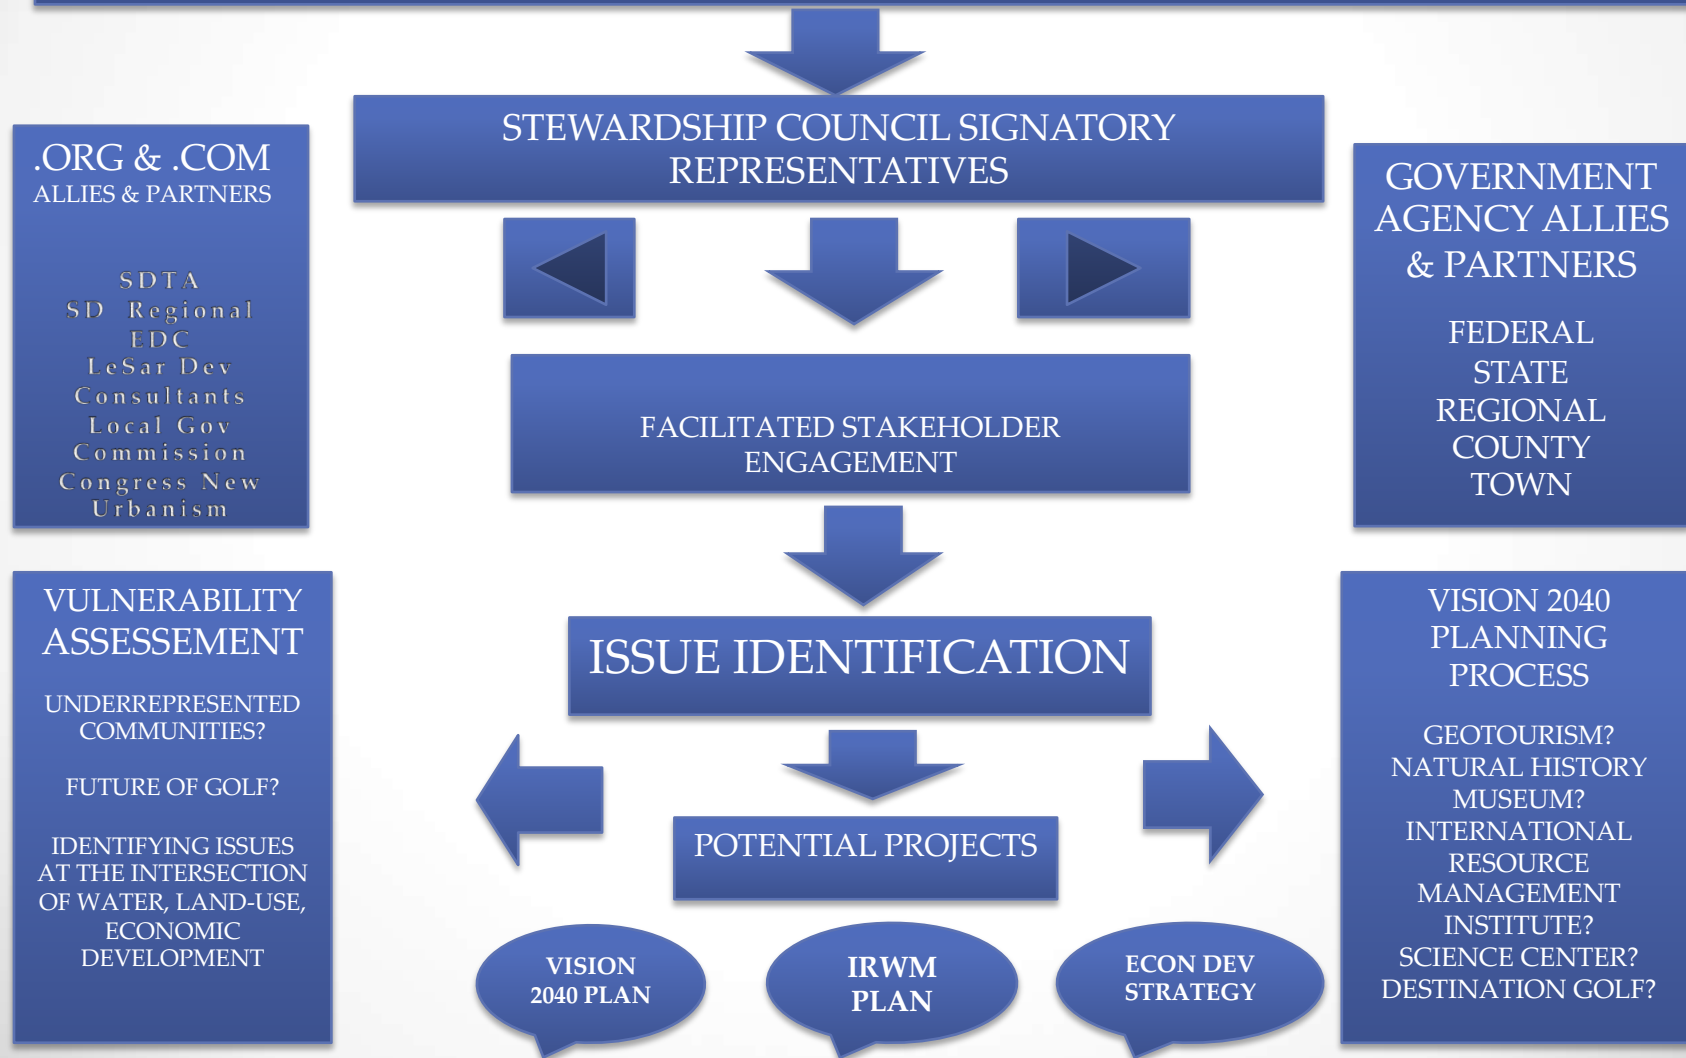 STEWARDSHIP COUNCIL SIGNATORY
REPRESENTATIVES
.ORG & .COM
ALLIES & PARTNERS
SDTA
SD Regional
EDC
LeSar Dev
Consultants
Local Gov
Commission
Congress New
Urbanism
GOVERNMENT
AGENCY ALLIES
& PARTNERS
FEDERAL
STATE
REGIONAL
COUNTY
TOWN
FACILITATED STAKEHOLDER
ENGAGEMENT
ISSUE IDENTIFICATION
VULNERABILITY
ASSESSEMENT
UNDERREPRESENTED
COMMUNITIES?
FUTURE OF GOLF?
IDENTIFYING ISSUES
AT THE INTERSECTION
OF WATER, LAND-USE,
ECONOMIC
DEVELOPMENT
POTENTIAL PROJECTS
VISION
2040 PLAN
IRWM
PLAN
ECON DEV
STRATEGY
VISION 2040
PLANNING
PROCESS
GEOTOURISM?
NATURAL HISTORY
MUSEUM?
INTERNATIONAL
RESOURCE
MANAGEMENT
INSTITUTE?
SCIENCE CENTER?
DESTINATION GOLF?